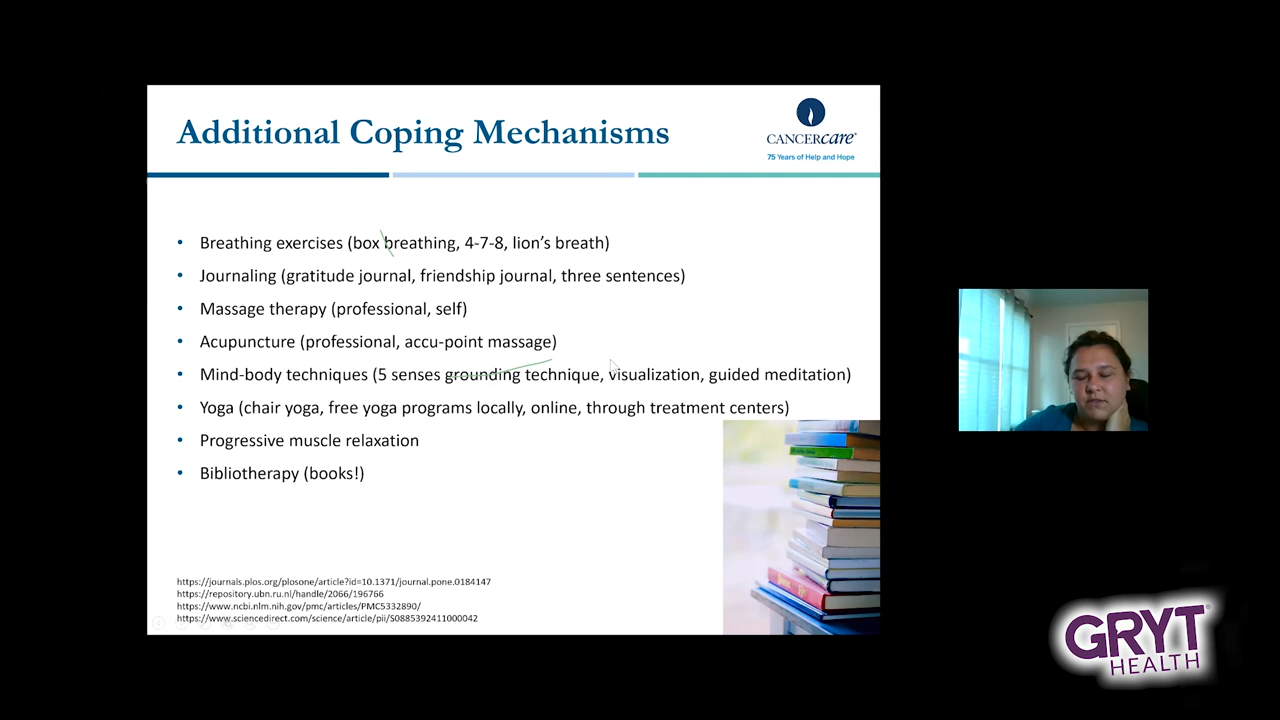 Additional Coping Mechanisms
CANCERcare®
75 Years of Help and Hope
• Breathing exercises (box breathing, 4-7-8, lion’s breath)
• Journaling (gratitude journal, friendship journal, three sentences)
• Massage therapy (professional, self)
• Acupuncture (professional, accu-point massage)
• Mind-body techniques (5 senses grounding technique, visualization, guided meditation)
• Yoga (chair yoga, free yoga programs locally, online, through treatment centers)
• Progressive muscle relaxation
• Bibliotherapy (books!)
https://journals.plos.org/plosone/article?id=10.1371/journal.pone.0184147
https://repository.ubn.ru.nl/handle/2066/196766
https://www.ncbi.nlm.nih.gov/pmc/articles/PMC5332890/
https://www.sciencedirect.com/science/article/pii/S0885392411000042
GRYT®
HEALTH